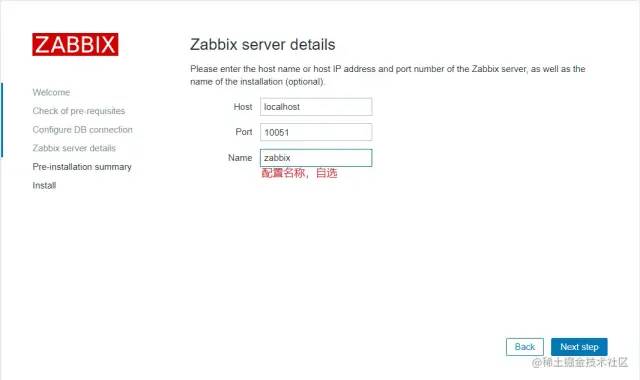 ZABBIX
Welcome
Check of pre-requisites
Configure DB connection
Zabbix server details
Pre-installation summary
Install
Zabbix server details
Please enter the host name or host IP address and port number of the Zabbix server, as well as the
name of the installation (optional).
Host localhost
Port 10051
Name zabbix
配置名称，自选
Back Next step
@稀土掘金技术社区